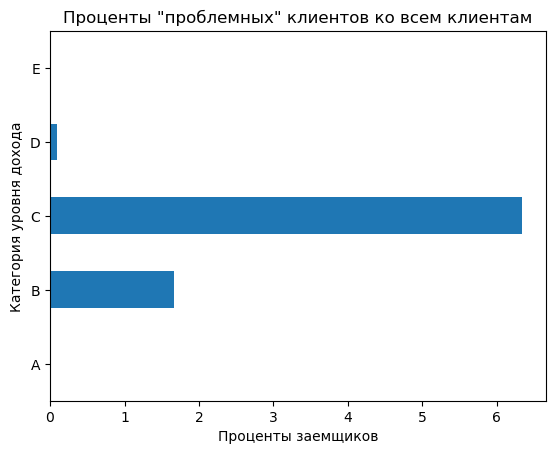 Проценты "проблемных" клиентов ко всем клиентам
Категория уровня дохода
E
D
C
B
A
0 1 2 3 4 5 6
Проценты заемщиков